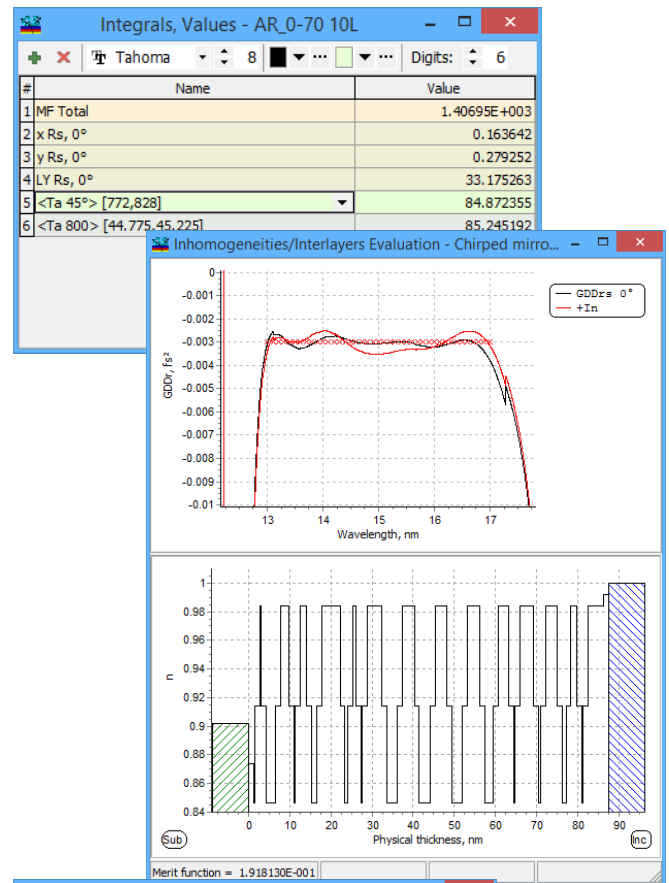 Integrals, Values - AR_0-70 10L
Tahoma 8 Digits: 6
# Name Value
1 MF Total 1.40695E+003
2 x Rs, 0° 0.163642
3 y Rs, 0° 0.279252
4 LY Rs, 0° 33.175263
5 <Ta 45°> [772,828] 84.872355
6 <Ta 800> [44.775,45.225] 85.245192
Inhomogeneities/Interlayers Evaluation - Chirped mirro...
GDDrs 0°
+In
0
-0.001
-0.002
-0.003
-0.004
-0.005
-0.006
-0.007
-0.008
-0.009
-0.01
GDDr, fs²
13 14 15 16 17
Wavelength, nm
1
0.98
0.96
0.94
0.92
0.9
0.88
0.86
0.84
n
0 10 20 30 40 50 60 70 80 90
Sub Physical thickness, nm Inc
Merit function = 1.918130E-001